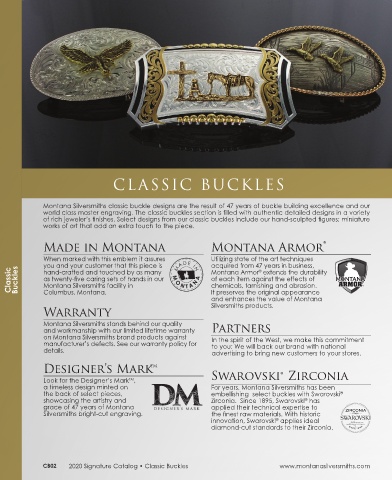 CLASSIC BUCKLES
Montana Silversmiths classic buckle designs are the result of 47 years of buckle building excellence and our
world class master engraving. The classic buckles section is filled with authentic detailed designs in a variety
of rich jeweler's finishes. Select designs from our classic buckles include our hand-sculpted figures; miniature
works of art that add an extra touch to the piece.
Classic
Buckles
MADE IN MONTANA
When marked with this emblem it assures
you and your customer that this piece is
hand-crafted and touched by as many
as twenty-five caring sets of hands in our
Montana Silversmiths facility in
Columbus, Montana.
MADE IN
MONTANA
WARRANTY
Montana Silversmiths stands behind our quality
and workmanship with our limited lifetime warranty
on Montana Silversmiths brand products against
manufacturer's defects. See our warranty policy for
details.
DESIGNER'S MARK™
Look for the Designer's Mark™,
a timeless design minted on
the back of select pieces,
showcasing the artistry and
grace of 47 years of Montana
Silversmiths bright-cut engraving.
DM
DESIGNER'S MARK
MONTANA ARMOR®
Utilizing state of the art techniques
acquired from 47 years in business,
Montana Armor® extends the durability
of each item against the effects of
chemicals, tarnishing and abrasion.
It preserves the original appearance
and enhances the value of Montana
Silversmiths products.
MONTANA
ARMOR
PARTNERS
In the spirit of the West, we make this commitment
to you: We will back our brand with national
advertising to bring new customers to your stores.
SWAROVSKI® ZIRCONIA
For years, Montana Silversmiths has been
embellishing select buckles with Swarovski®
Zirconia. Since 1895, Swarovski® has
applied their technical expertise to
the finest raw materials. With historic
innovation, Swarovski® applies ideal
diamond-cut standards to their Zirconia.
ZIRCONIA
SWAROVSKI
CB02 2020 Signature Catalog • Classic Buckles
www.montanasilversmiths.com